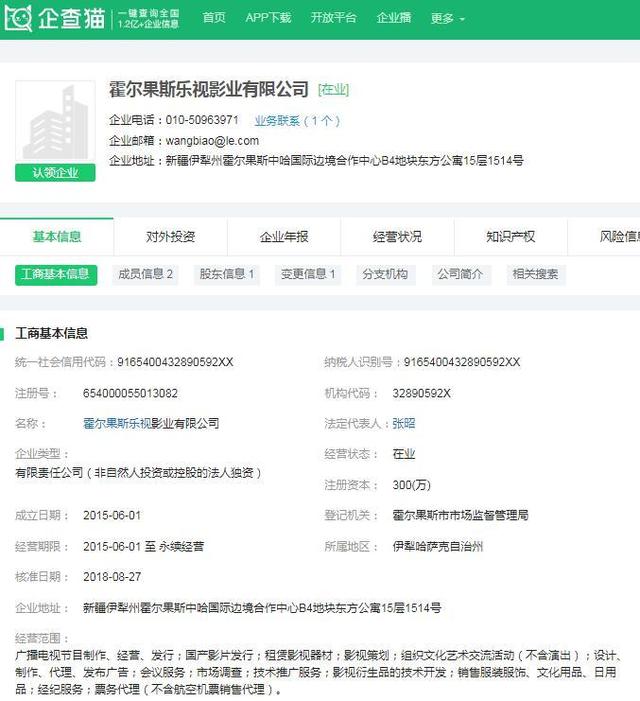 企查猫 一键查询全国 首页 APP下载 开放平台 企业播 更多
1.2亿+企业信息
霍尔果斯乐视影业有限公司 [在业]
企业电话：010-50963971 业务联系（1 个）
企业邮箱：wangbiao@le.com
企业地址：新疆伊犁州霍尔果斯中哈国际边境合作中心B4地块东方公寓15层1514号
认领企业
基本信息 对外投资 企业年报 经营状况 知识产权 风险信息
工商基本信息 成员信息 2 股东信息 1 变更信息 1 分支机构 公司简介 相关搜索
工商基本信息
统一社会信用代码：9165400432890592XX 纳税人识别号：9165400432890592XX
注册号： 654000055013082 机构代码： 32890592X
名称： 霍尔果斯乐视影业有限公司 法定代表人：张昭
企业类型： 经营状态： 在业
有限责任公司（非自然人投资或控股的法人独资）
注册资本： 300(万)
成立日期： 2015-06-01 登记机关： 霍尔果斯市市场监督管理局
经营期限： 2015-06-01 至 永续经营 所属地区： 伊犁哈萨克自治州
核准日期： 2018-08-27
企业地址： 新疆伊犁州霍尔果斯中哈国际边境合作中心B4地块东方公寓15层1514号
经营范围：
广播电视节目制作、经营、发行；国产影片发行；租赁影视器材；影视策划；组织文化艺术交流活动（不含演出）；设计、
制作、代理、发布广告；会议服务；市场调查；技术推广服务；影视衍生品的技术开发；销售服装服饰、文化用品、日用
品；经纪服务；票务代理（不含航空机票销售代理）。